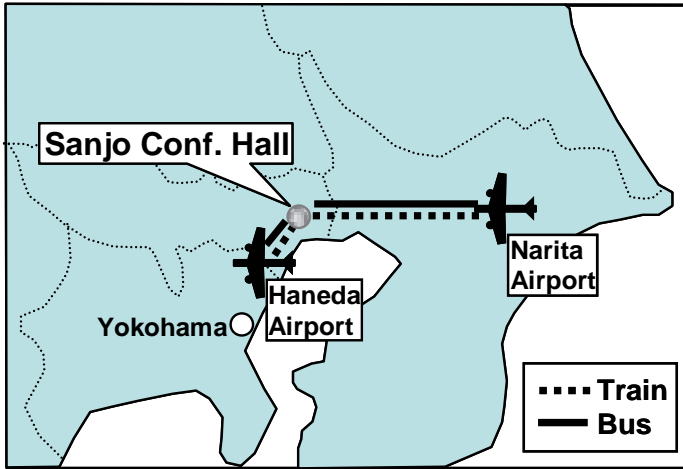 Sanjo Conf. Hall
Narita
Airport
Haneda
Airport
Yokohama
Train
Bus